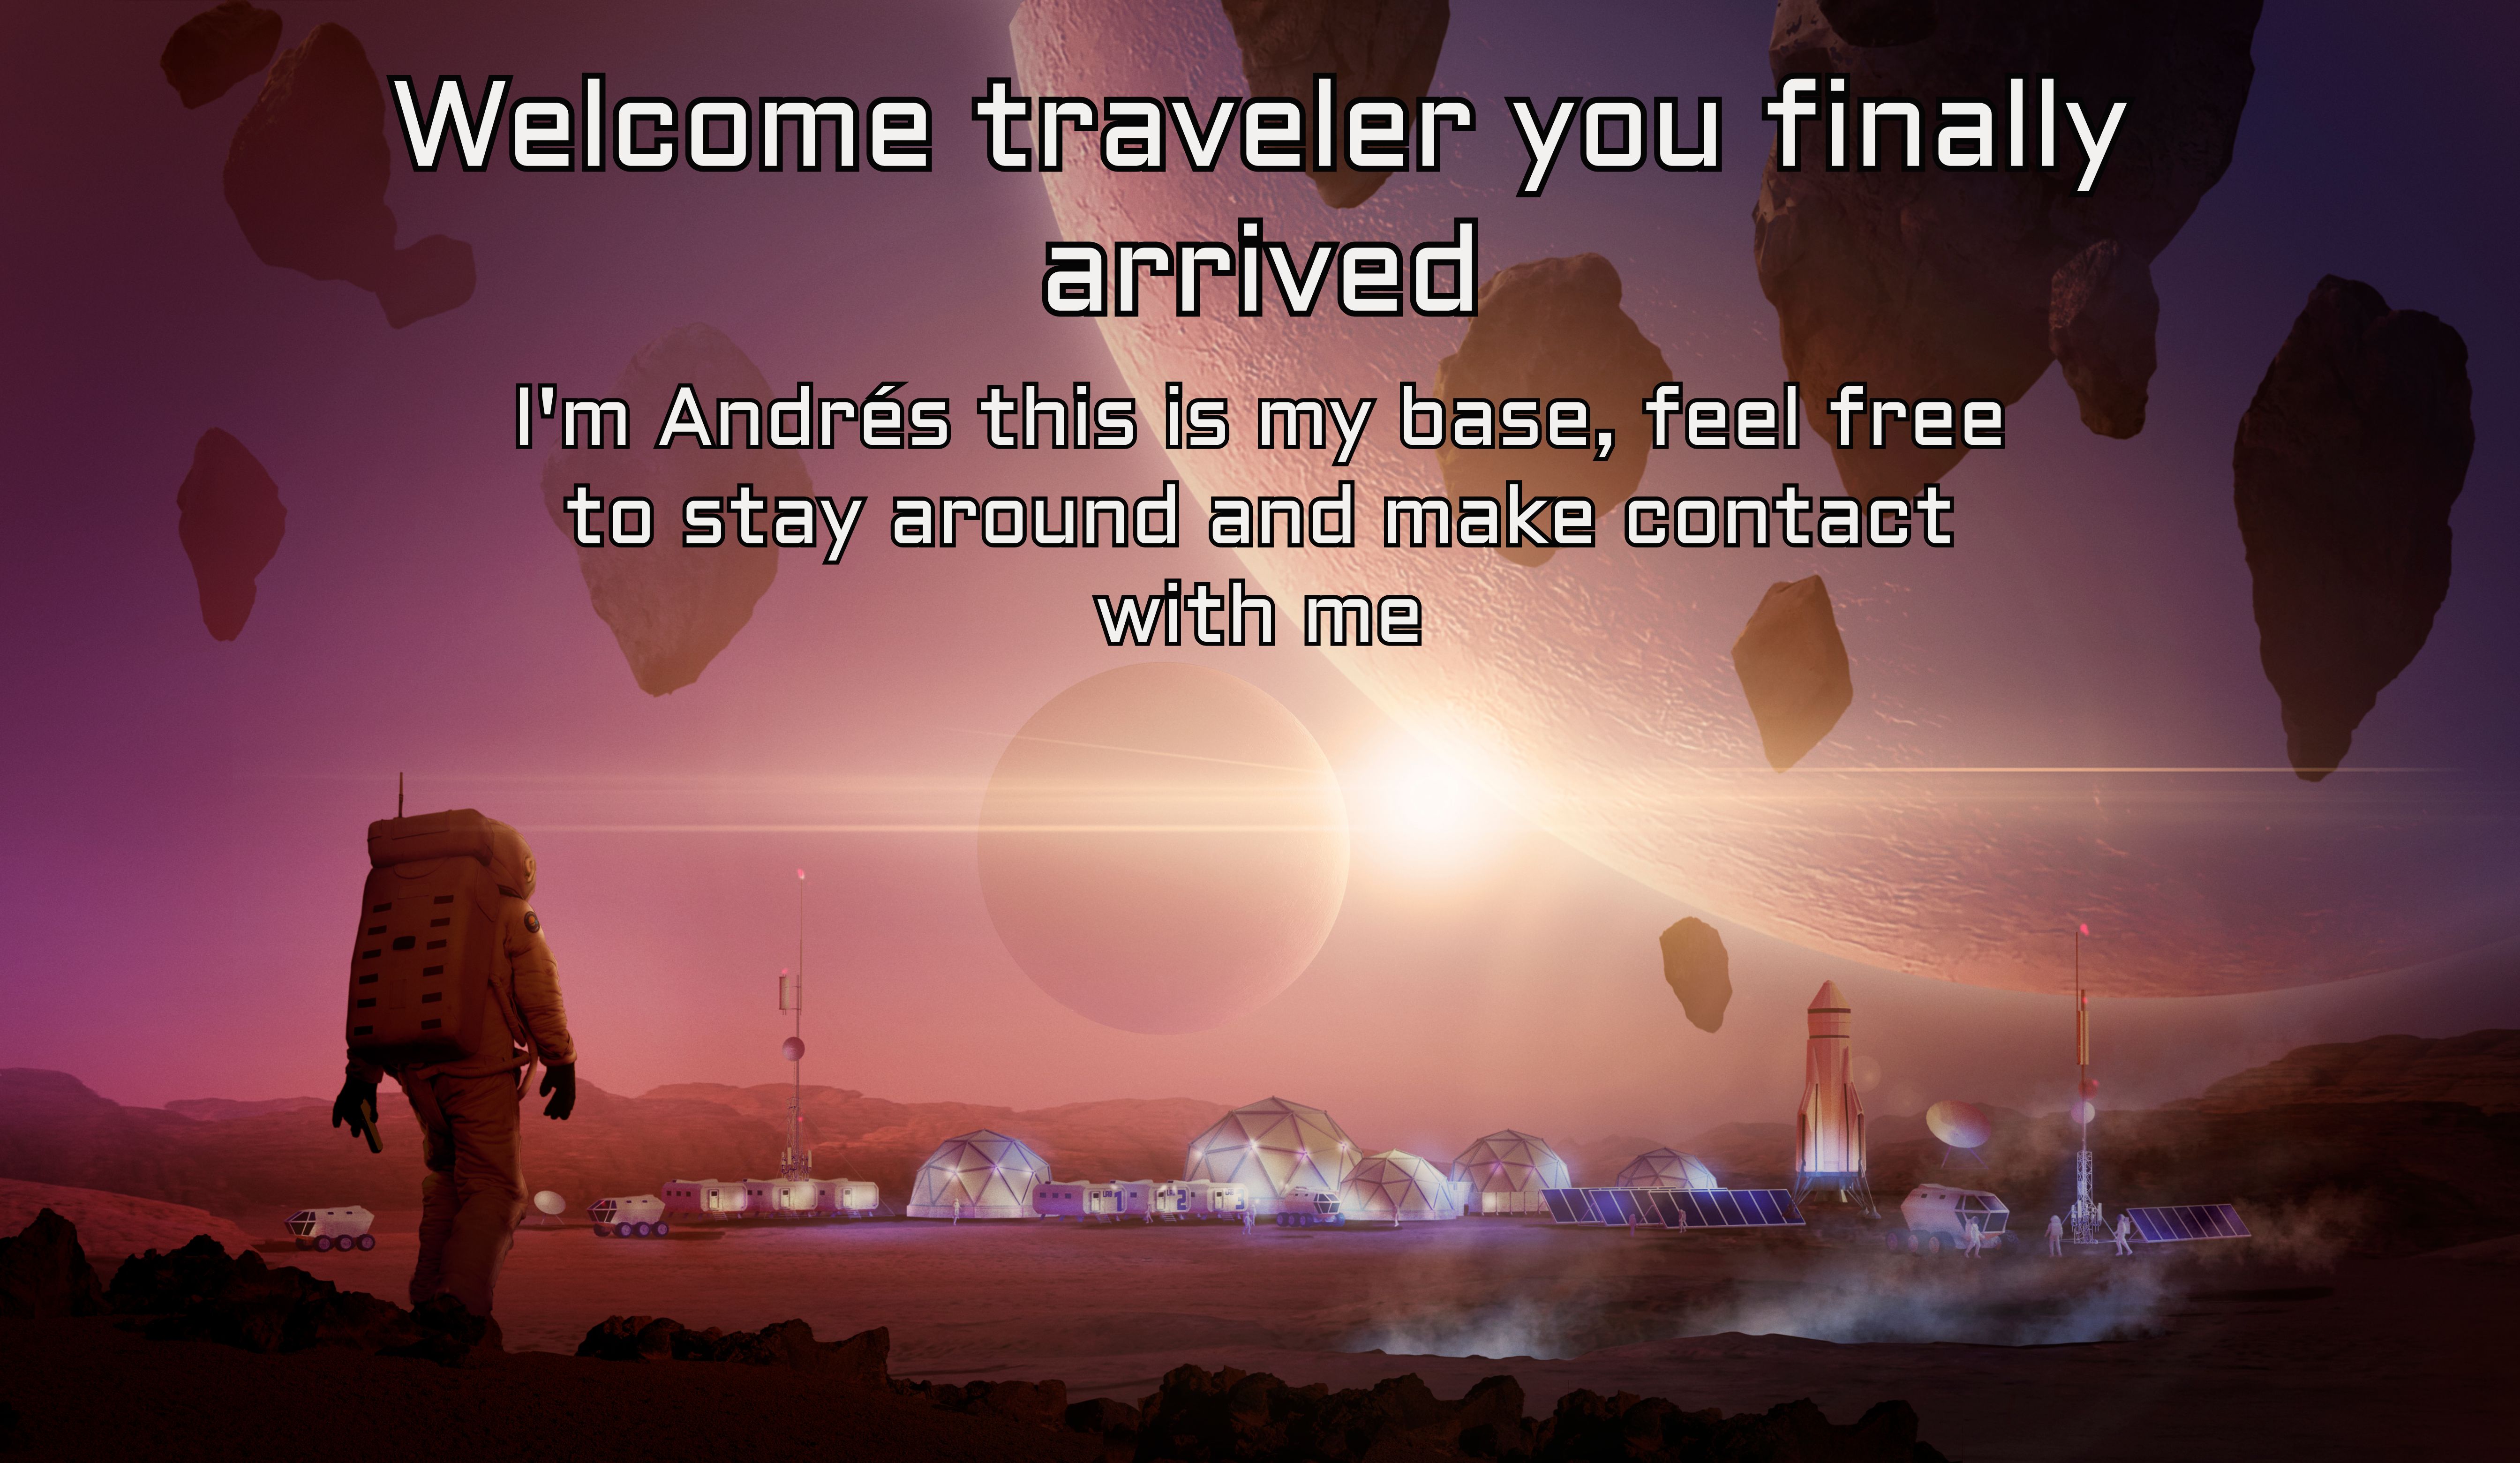 Welcome traveler you finally
arrived
I'm Andrés this is my base, feel free
to stay around and make contact
with me
2